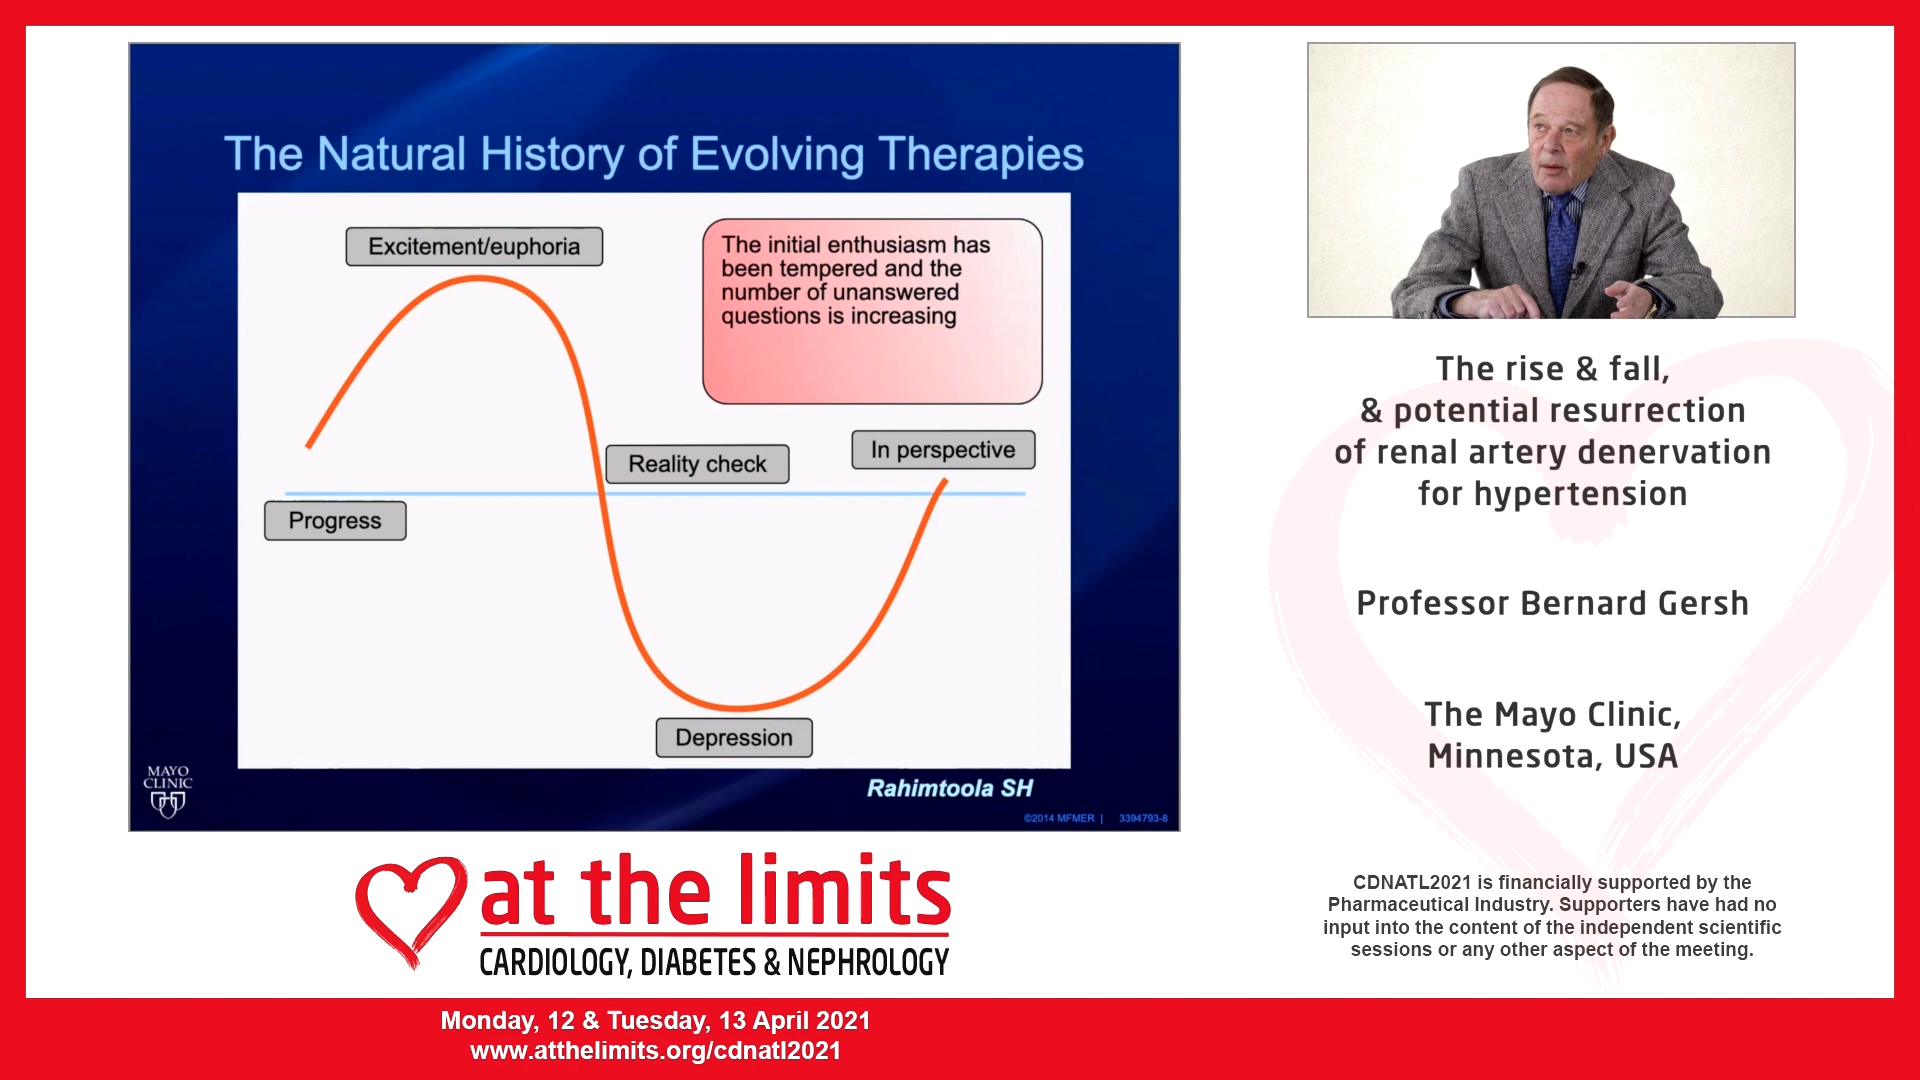 The Natural History of Evolving Therapies
Excitement/euphoria
The initial enthusiasm has
been tempered and the
number of unanswered
questions is increasing
Reality check
In perspective
Progress
Depression
MAYO
CLINIC
Rahimtoola SH
©2014 MFMER | 3394793-8
The rise & fall,
& potential resurrection
of renal artery denervation
for hypertension
Professor Bernard Gersh
The Mayo Clinic,
Minnesota, USA
CDNATL2021 is financially supported by the
Pharmaceutical Industry. Supporters have had no
input into the content of the independent scientific
sessions or any other aspect of the meeting.
at the limits
CARDIOLOGY, DIABETES & NEPHROLOGY
Monday, 12 & Tuesday, 13 April 2021
www.atthelimits.org/cdnatl2021